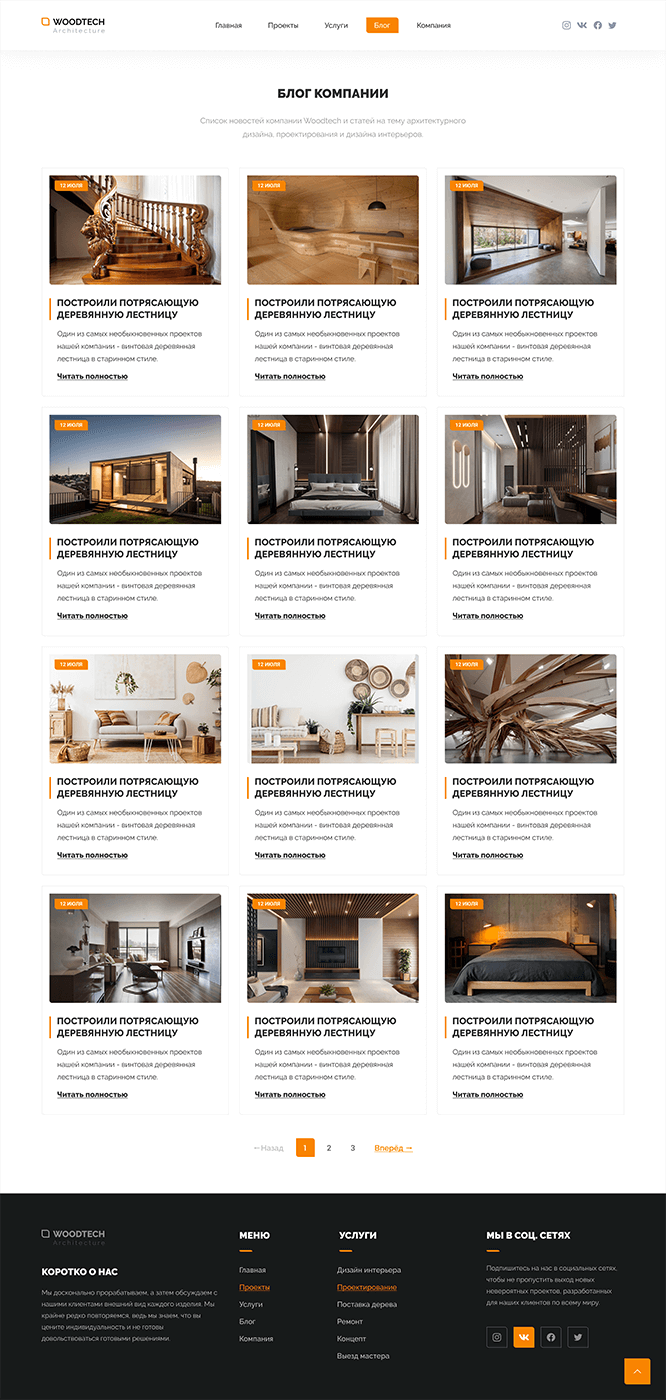 WOODTECH
Architecture
Главная Проекты Услуги Блог Компания
БЛОГ КОМПАНИИ
Список новостей компании Woodtech и статей на тему архитектурного
дизайна, проектирования и дизайна интерьеров.
12 ИЮЛЯ 12 ИЮЛЯ 12 ИЮЛЯ
ПОСТРОИЛИ ПОТРЯСАЮЩУЮ
ДЕРЕВЯННУЮ ЛЕСТНИЦУ
Один из самых необыкновенных проектов
нашей компании - винтовая деревянная
лестница в старинном стиле.
Читать полностью
ПОСТРОИЛИ ПОТРЯСАЮЩУЮ
ДЕРЕВЯННУЮ ЛЕСТНИЦУ
Один из самых необыкновенных проектов
нашей компании - винтовая деревянная
лестница в старинном стиле.
Читать полностью
ПОСТРОИЛИ ПОТРЯСАЮЩУЮ
ДЕРЕВЯННУЮ ЛЕСТНИЦУ
Один из самых необыкновенных проектов
нашей компании - винтовая деревянная
лестница в старинном стиле.
Читать полностью
12 ИЮЛЯ 12 ИЮЛЯ 12 ИЮЛЯ
ПОСТРОИЛИ ПОТРЯСАЮЩУЮ
ДЕРЕВЯННУЮ ЛЕСТНИЦУ
Один из самых необыкновенных проектов
нашей компании - винтовая деревянная
лестница в старинном стиле.
Читать полностью
ПОСТРОИЛИ ПОТРЯСАЮЩУЮ
ДЕРЕВЯННУЮ ЛЕСТНИЦУ
Один из самых необыкновенных проектов
нашей компании - винтовая деревянная
лестница в старинном стиле.
Читать полностью
ПОСТРОИЛИ ПОТРЯСАЮЩУЮ
ДЕРЕВЯННУЮ ЛЕСТНИЦУ
Один из самых необыкновенных проектов
нашей компании - винтовая деревянная
лестница в старинном стиле.
Читать полностью
12 ИЮЛЯ 12 ИЮЛЯ 12 ИЮЛЯ
ПОСТРОИЛИ ПОТРЯСАЮЩУЮ
ДЕРЕВЯННУЮ ЛЕСТНИЦУ
Один из самых необыкновенных проектов
нашей компании - винтовая деревянная
лестница в старинном стиле.
Читать полностью
ПОСТРОИЛИ ПОТРЯСАЮЩУЮ
ДЕРЕВЯННУЮ ЛЕСТНИЦУ
Один из самых необыкновенных проектов
нашей компании - винтовая деревянная
лестница в старинном стиле.
Читать полностью
ПОСТРОИЛИ ПОТРЯСАЮЩУЮ
ДЕРЕВЯННУЮ ЛЕСТНИЦУ
Один из самых необыкновенных проектов
нашей компании - винтовая деревянная
лестница в старинном стиле.
Читать полностью
12 ИЮЛЯ 12 ИЮЛЯ 12 ИЮЛЯ
ПОСТРОИЛИ ПОТРЯСАЮЩУЮ
ДЕРЕВЯННУЮ ЛЕСТНИЦУ
Один из самых необыкновенных проектов
нашей компании - винтовая деревянная
лестница в старинном стиле.
Читать полностью
ПОСТРОИЛИ ПОТРЯСАЮЩУЮ
ДЕРЕВЯННУЮ ЛЕСТНИЦУ
Один из самых необыкновенных проектов
нашей компании - винтовая деревянная
лестница в старинном стиле.
Читать полностью
ПОСТРОИЛИ ПОТРЯСАЮЩУЮ
ДЕРЕВЯННУЮ ЛЕСТНИЦУ
Один из самых необыкновенных проектов
нашей компании - винтовая деревянная
лестница в старинном стиле.
Читать полностью
←Назад 1 2 3 Вперёд →
WOODTECH
Architecture
КОРОТКО О НАС
Мы досконально прорабатываем, а затем обсуждаем с
нашими клиентами внешний вид каждого изделия. Мы
крайне редко повторяемся, ведь мы знаем, что вы
цените индивидуальность и не готовы
довольствоваться готовыми решениями.
МЕНЮ
Главная
Проекты
Услуги
Блог
Компания
УСЛУГИ
Дизайн интерьера
Проектирование
Поставка дерева
Ремонт
Концепт
Выезд мастера
МЫ В СОЦ. СЕТЯХ
Подпишитесь на нас в социальных сетях,
чтобы не пропустить выход новых
невероятных проектов, разработанных
для наших клиентов по всему миру.